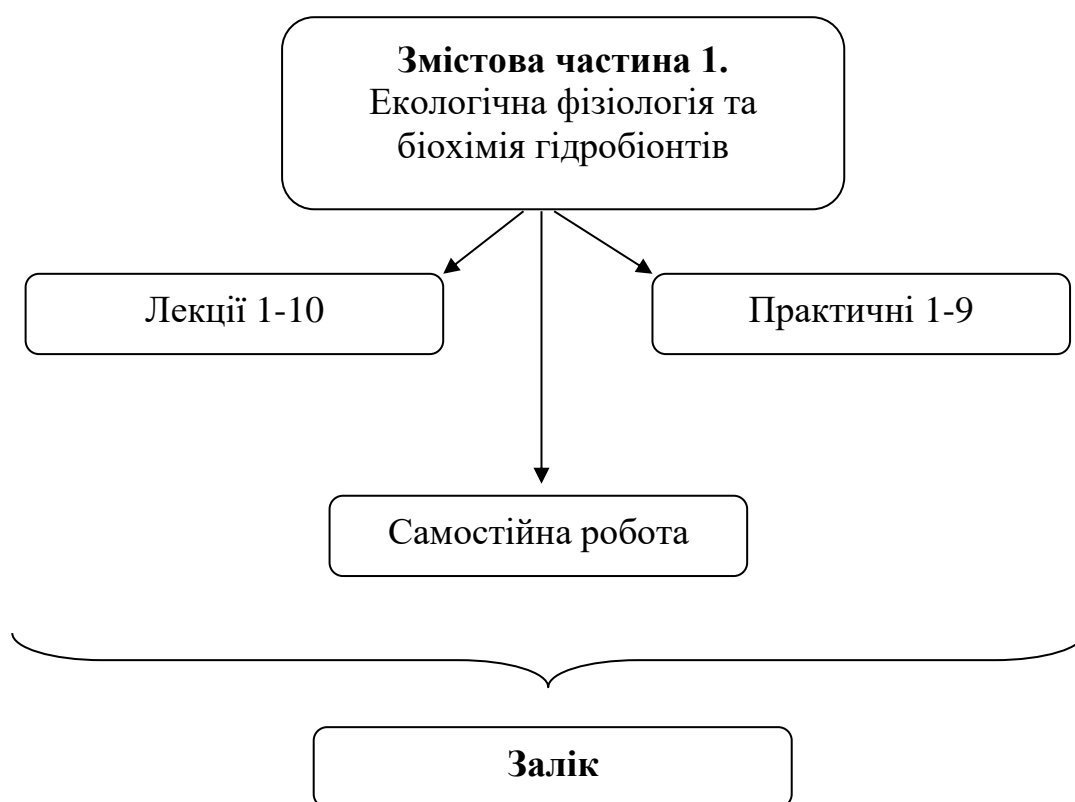 Змістова частина 1.
Екологічна фізіологія та
біохімія гідробіонтів
Лекції 1-10
Практичні 1-9
Самостійна робота
Залік